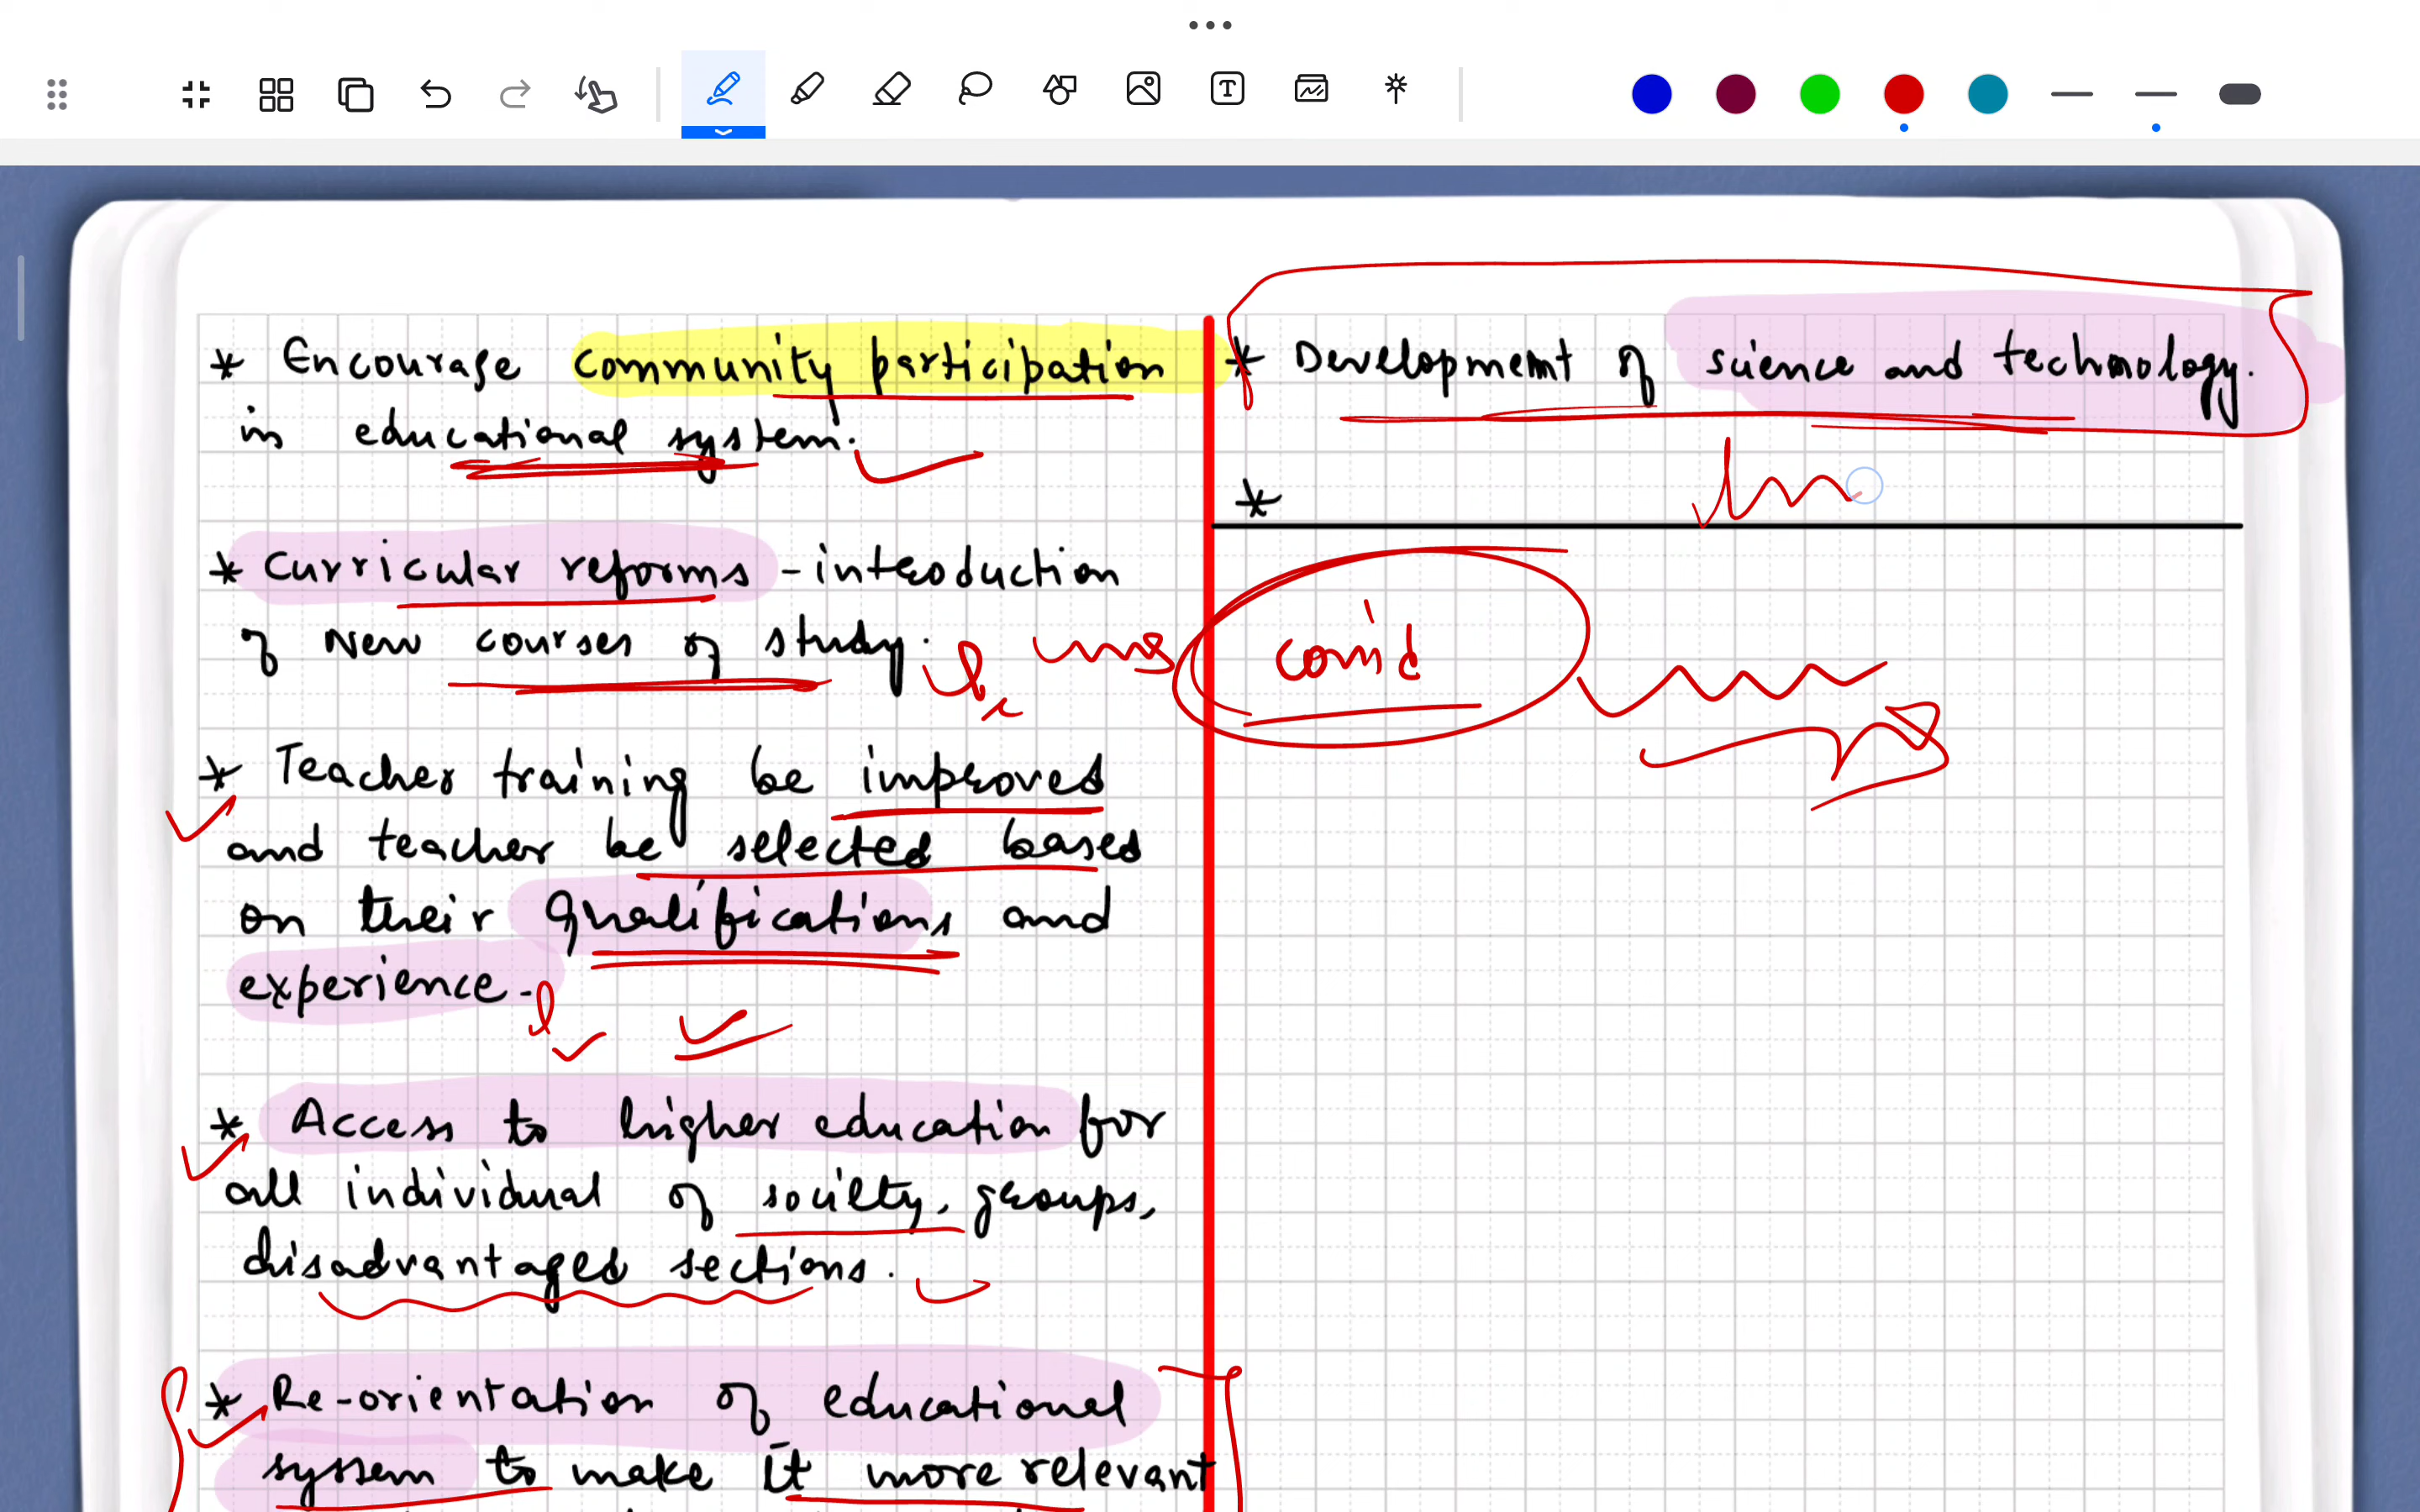 * Encourage community participation
in educational system.
* Curricular reforms - introduction
of New courses of study.
* Teacher training be improved
and teacher be selected based
on their qualifications and
experience.
* Access to higher education for
all individual of society, groups,
disadvantaged sections.
* Re-orientation of educational
system to make it more relevant
* Development of science and technology.
*
covid